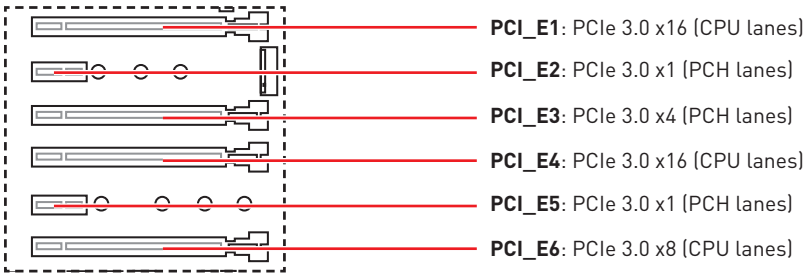 PCI_E1: PCIe 3.0 x16 (CPU lanes)
PCI_E2: PCIe 3.0 x1 (PCH lanes)
PCI_E3: PCIe 3.0 x4 (PCH lanes)
PCI_E4: PCIe 3.0 x16 (CPU lanes)
PCI_E5: PCIe 3.0 x1 (PCH lanes)
PCI_E6: PCIe 3.0 x8 (CPU lanes)